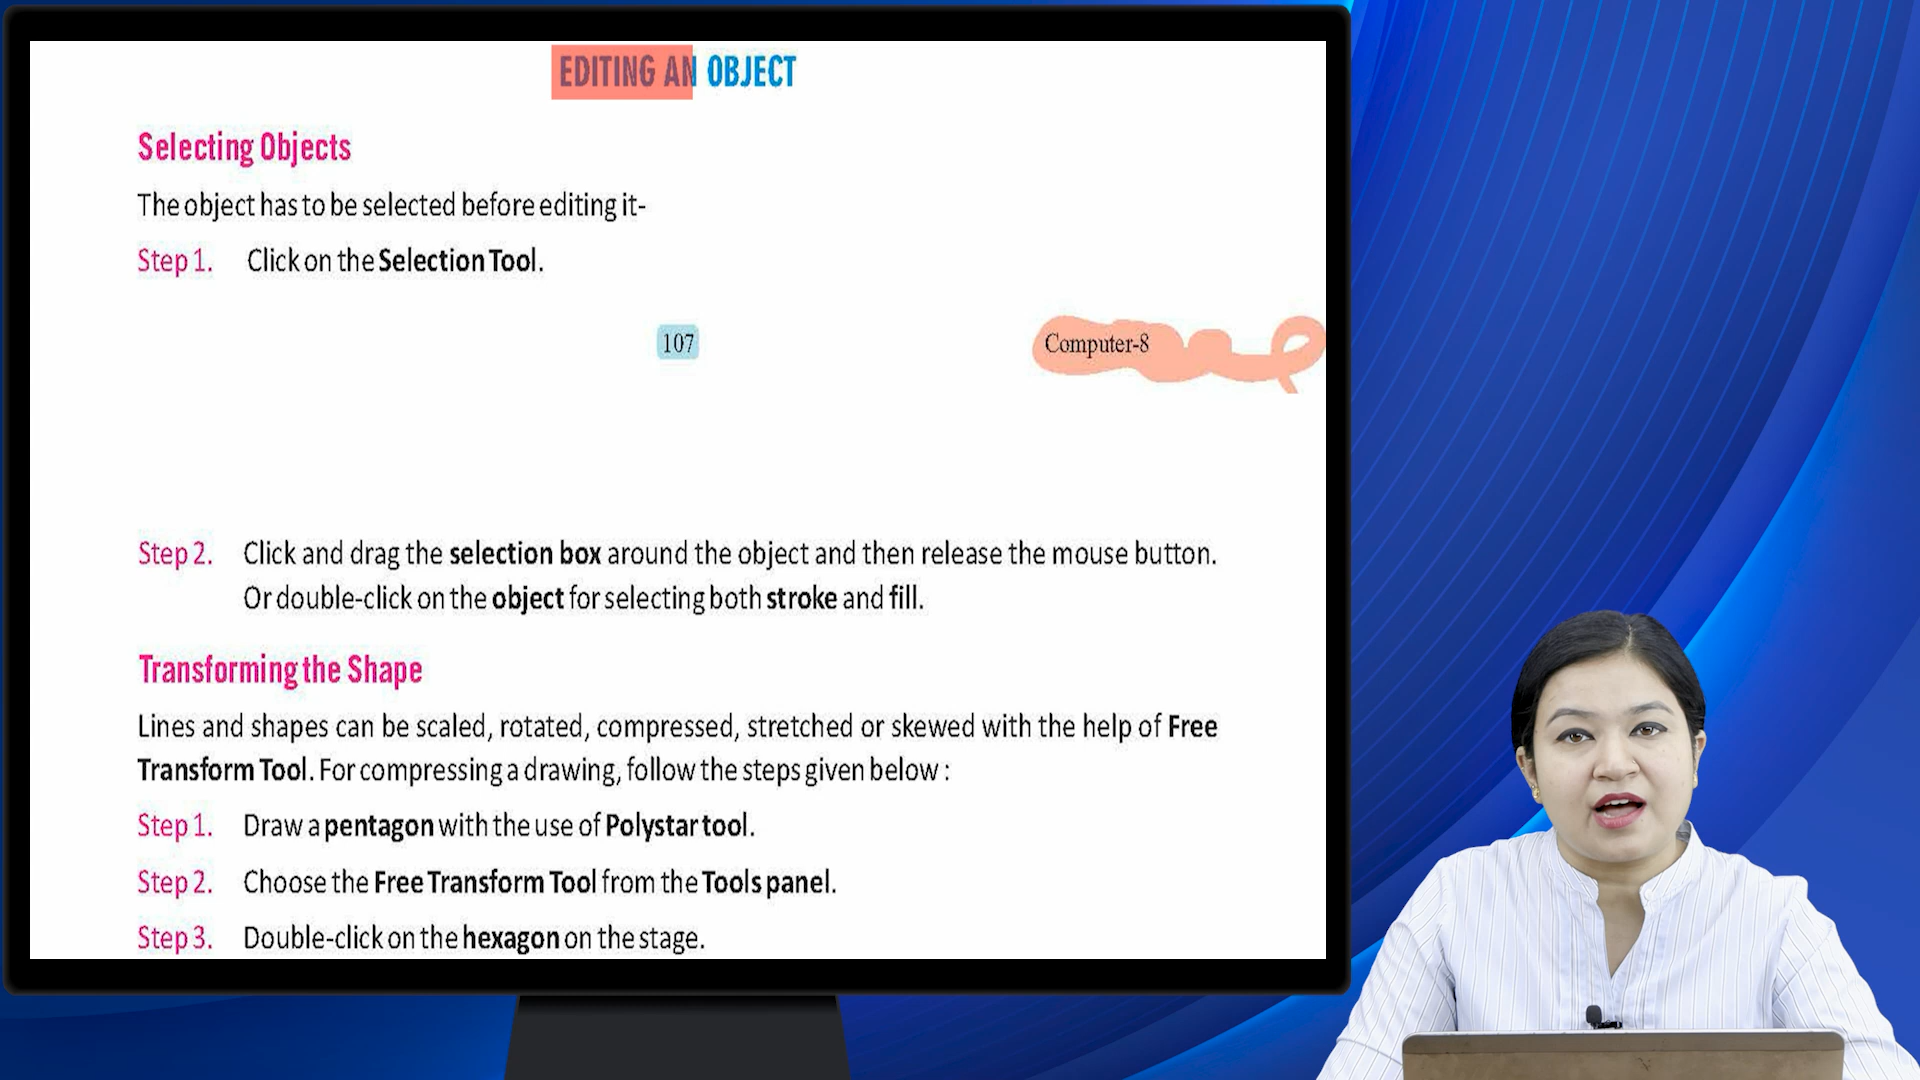 EDITING AN OBJECT
Selecting Objects
The object has to be selected before editing it-
Step 1. Click on the Selection Tool.
107
Computer-8
Step 2. Click and drag the selection box around the object and then release the mouse button.
Or double-click on the object for selecting both stroke and fill.
Transforming the Shape
Lines and shapes can be scaled, rotated, compressed, stretched or skewed with the help of Free
Transform Tool. For compressing a drawing, follow the steps given below :
Step 1. Draw a pentagon with the use of Polystar tool.
Step 2. Choose the Free Transform Tool from the Tools panel.
Step 3. Double-click on the hexagon on the stage.